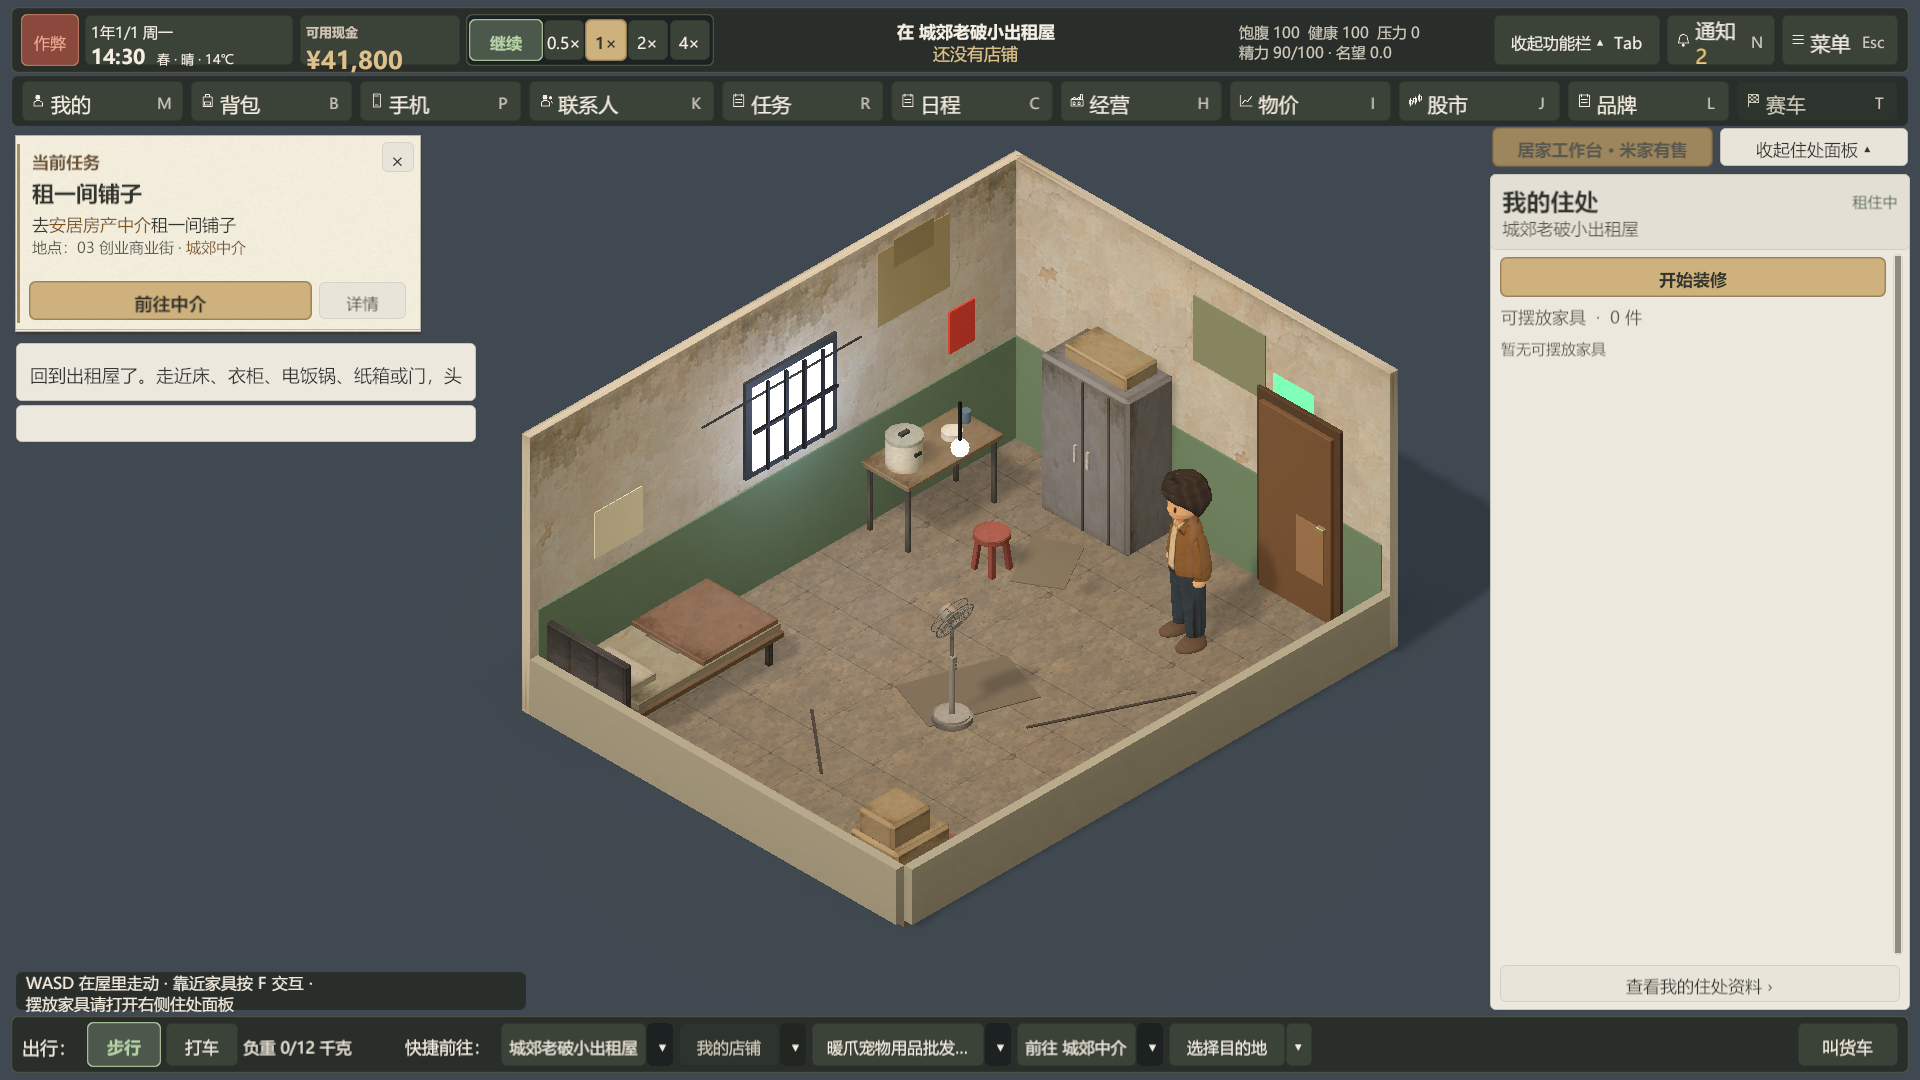 作弊
1年1/1 周一
14:30 春 · 晴 · 14℃
可用现金
¥41,800
继续 0.5× 1× 2× 4×
在 城郊老破小出租屋
还没有店铺
饱腹 100 健康 100 压力 0
精力 90/100 · 名望 0.0
收起功能栏 ▴ Tab
通知 2 N
菜单 Esc
我的 M
背包 B
手机 P
联系人 K
任务 R
日程 C
经营 H
物价 I
股市 J
品牌 L
赛车 T
当前任务
×
租一间铺子
去安居房产中介租一间铺子
地点：03 创业商业街 · 城郊中介
前往中介 详情
回到出租屋了。走近床、衣柜、电饭锅、纸箱或门，头
居家工作台 · 米家有售
收起住处面板 ▴
我的住处 租住中
城郊老破小出租屋
开始装修
可摆放家具 · 0 件
暂无可摆放家具
查看我的住处资料 ›
WASD 在屋里走动 · 靠近家具按 F 交互 ·
摆放家具请打开右侧住处面板
出行： 步行 打车 负重 0/12 千克 快捷前往： 城郊老破小出租屋 ▾ 我的店铺 ▾ 暖爪宠物用品批发... ▾ 前往 城郊中介 ▾ 选择目的地 ▾ 叫货车